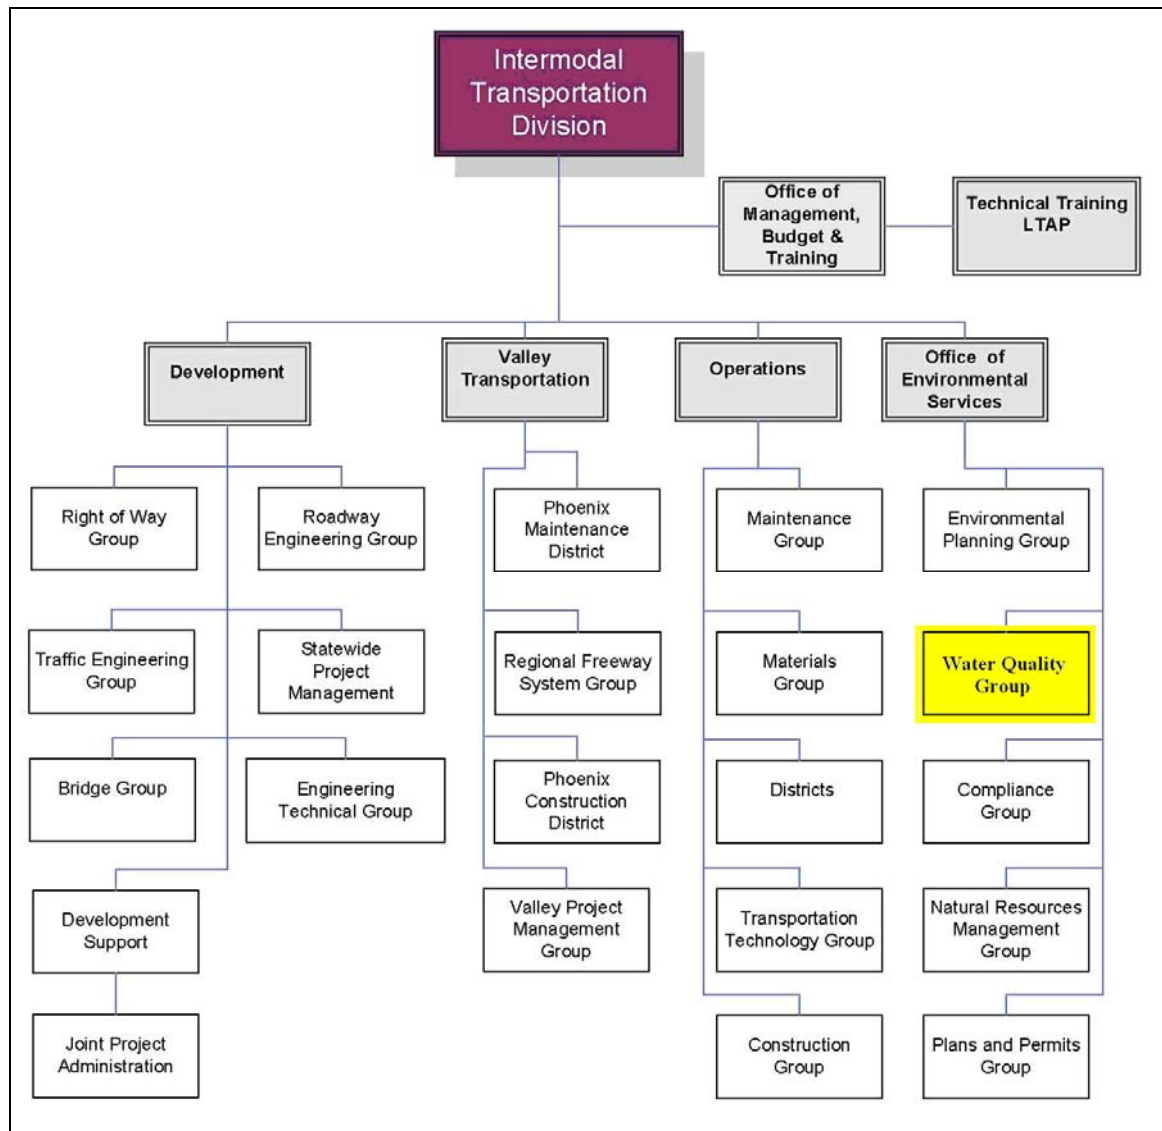 Intermodal
Transportation
Division
Office of
Management,
Budget &
Training
Technical Training
LTAP
Development
Valley
Transportation
Operations
Office of
Environmental
Services
Right of Way
Group
Roadway
Engineering Group
Phoenix
Maintenance
District
Maintenance
Group
Environmental
Planning Group
Traffic Engineering
Group
Statewide
Project
Management
Regional Freeway
System Group
Materials
Group
Water Quality
Group
Bridge Group
Engineering
Technical Group
Phoenix
Construction
District
Districts
Compliance
Group
Development
Support
Valley Project
Management
Group
Transportation
Technology Group
Natural Resources
Management
Group
Joint Project
Administration
Construction
Group
Plans and Permits
Group